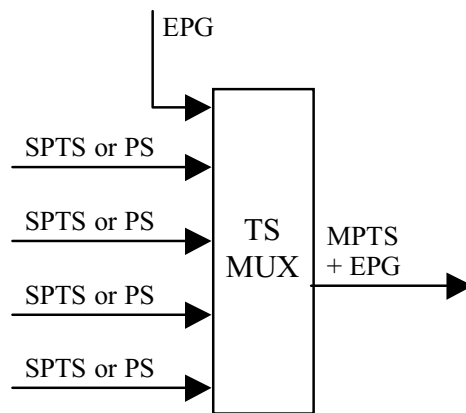 EPG
SPTS or PS
SPTS or PS
SPTS or PS
SPTS or PS
TS
MUX
MPTS
+ EPG